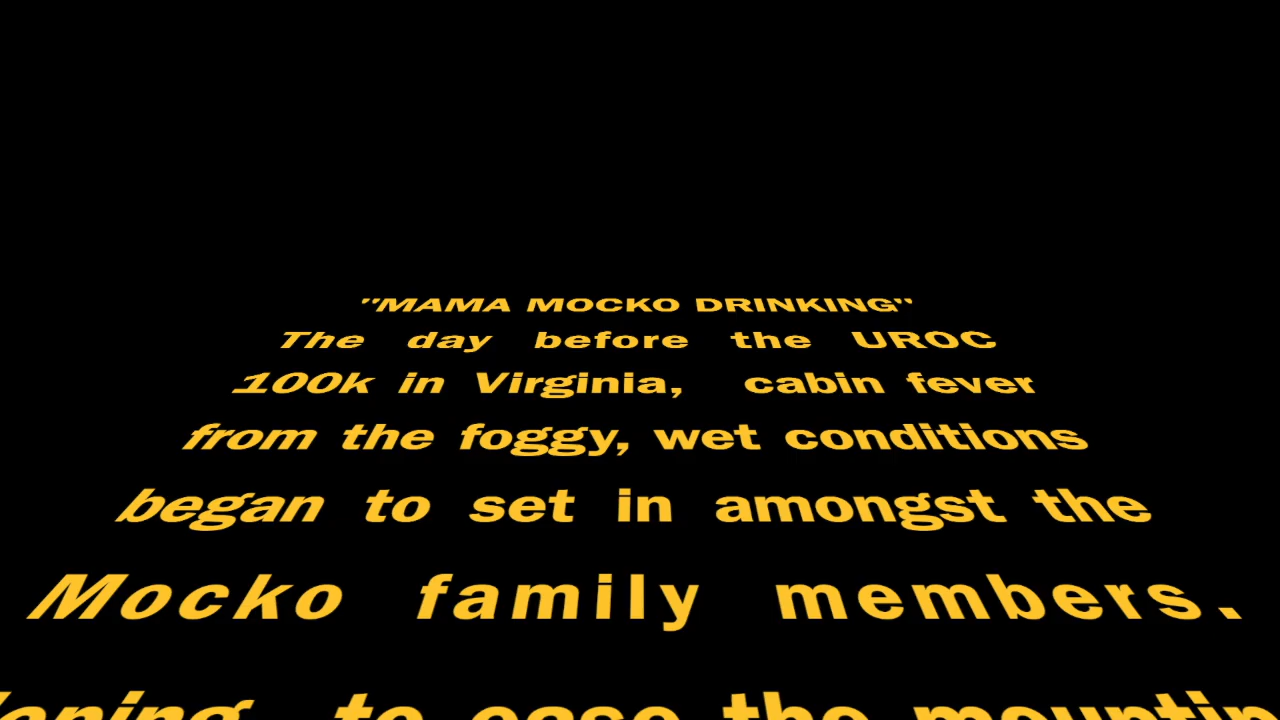 "MAMA MOCKO DRINKING"
The day before the UROC
100k in Virginia, cabin fever
from the foggy, wet conditions
began to set in amongst the
Mocko family members.
to ease the